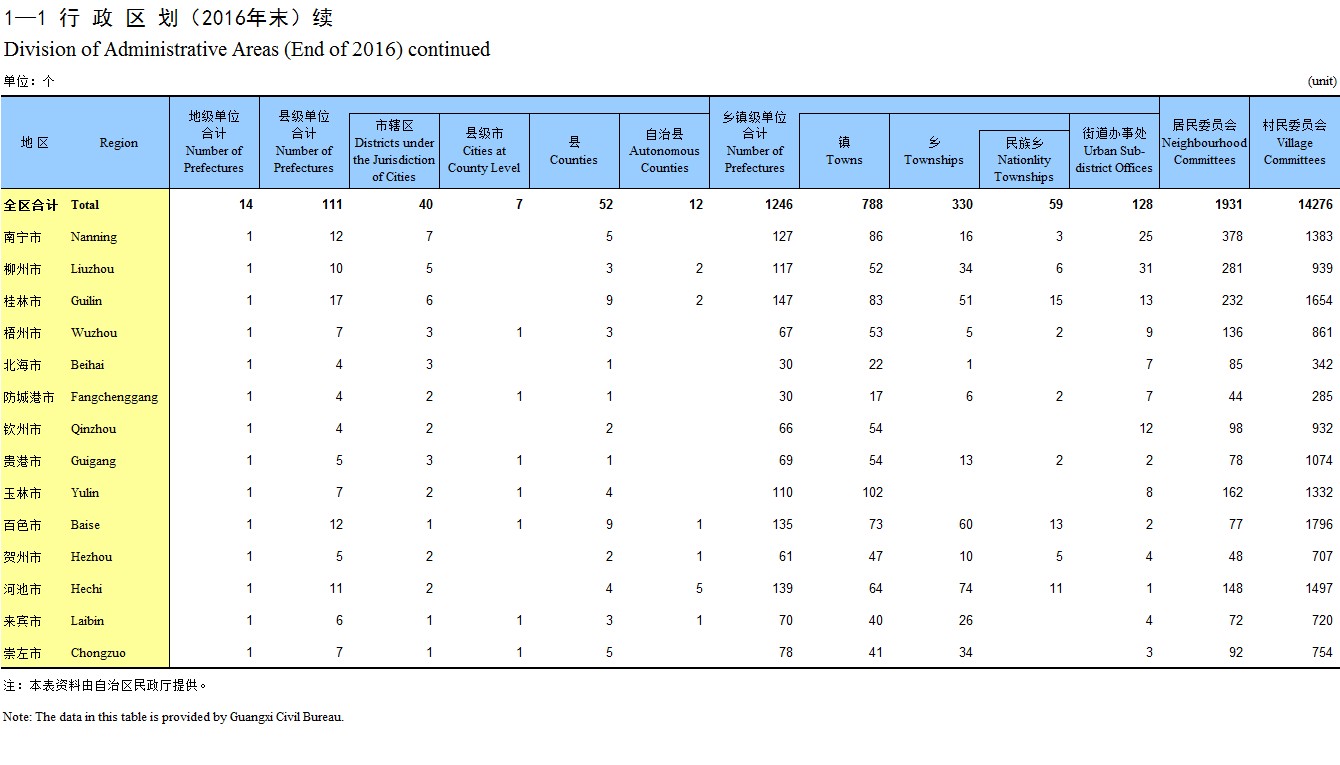 1—1 行 政 区 划（2016年末）续
Division of Administrative Areas (End of 2016) continued
单位：个 (unit)
地 区 Region 地级单位 合计 Number of Prefectures 县级单位 合计 Number of Prefectures 市辖区 Districts under the Jurisdiction of Cities 县级市 Cities at County Level 县 Counties 自治县 Autonomous Counties 乡镇级单位 合计 Number of Prefectures 镇 Towns 乡 Townships 民族乡 Nationlity Townships 街道办事处 Urban Sub-district Offices 居民委员会 Neighbourhood Committees 村民委员会 Village Committees
全区合计 Total 14 111 40 7 52 12 1246 788 330 59 128 1931 14276
南宁市 Nanning 1 12 7 5 127 86 16 3 25 378 1383
柳州市 Liuzhou 1 10 5 3 2 117 52 34 6 31 281 939
桂林市 Guilin 1 17 6 9 2 147 83 51 15 13 232 1654
梧州市 Wuzhou 1 7 3 1 3 67 53 5 2 9 136 861
北海市 Beihai 1 4 3 1 30 22 1 7 85 342
防城港市 Fangchenggang 1 4 2 1 1 30 17 6 2 7 44 285
钦州市 Qinzhou 1 4 2 2 66 54 12 98 932
贵港市 Guigang 1 5 3 1 1 69 54 13 2 2 78 1074
玉林市 Yulin 1 7 2 1 4 110 102 8 162 1332
百色市 Baise 1 12 1 1 9 1 135 73 60 13 2 77 1796
贺州市 Hezhou 1 5 2 2 1 61 47 10 5 4 48 707
河池市 Hechi 1 11 2 4 5 139 64 74 11 1 148 1497
来宾市 Laibin 1 6 1 1 3 1 70 40 26 4 72 720
崇左市 Chongzuo 1 7 1 1 5 78 41 34 3 92 754
注：本表资料由自治区民政厅提供。
Note: The data in this table is provided by Guangxi Civil Bureau.